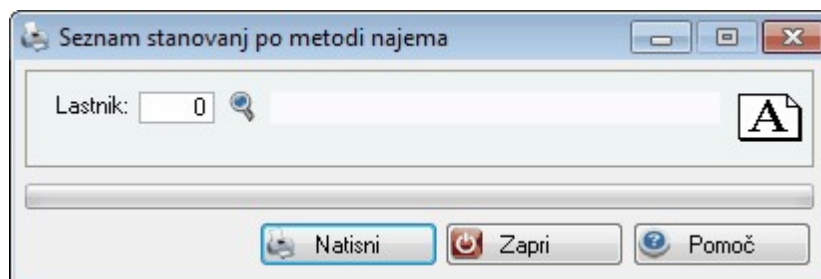 Seznam stanovanj po metodi najema
Lastnik: 0
A
Natisni Zapri Pomoč